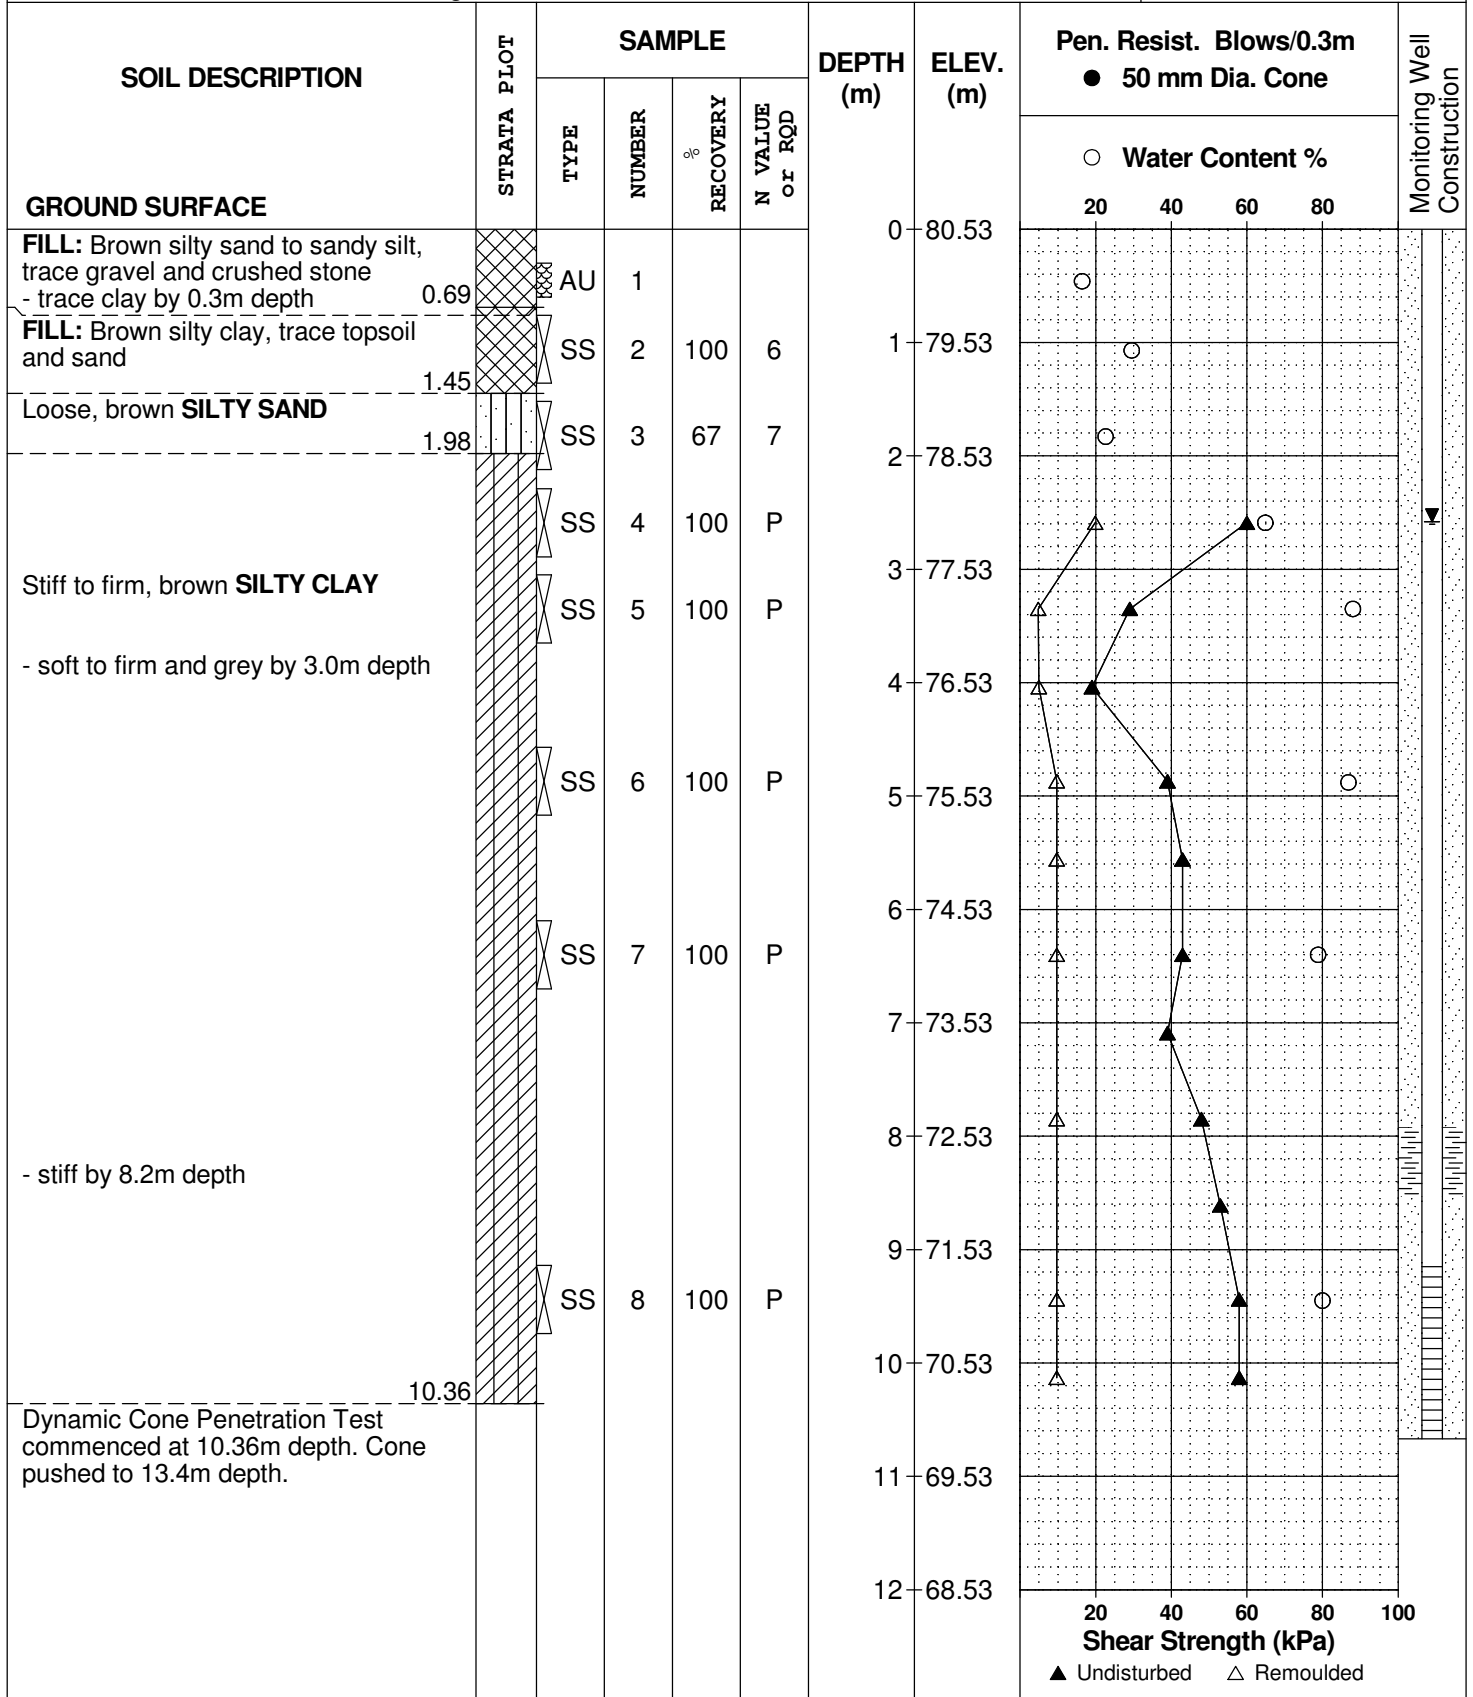 SOIL DESCRIPTION
GROUND SURFACE
STRATA PLOT
SAMPLE
TYPE
NUMBER
%
RECOVERY
N VALUE
or RQD
DEPTH
(m)
ELEV.
(m)
Pen. Resist. Blows/0.3m
● 50 mm Dia. Cone
○ Water Content %
20 40 60 80
Monitoring Well
Construction
0 80.53
FILL: Brown silty sand to sandy silt,
trace gravel and crushed stone
- trace clay by 0.3m depth 0.69
AU 1
FILL: Brown silty clay, trace topsoil
and sand
1.45
SS 2 100 6
1 79.53
Loose, brown SILTY SAND
1.98
SS 3 67 7
2 78.53
SS 4 100 P
3 77.53
Stiff to firm, brown SILTY CLAY
SS 5 100 P
- soft to firm and grey by 3.0m depth
4 76.53
SS 6 100 P
5 75.53
6 74.53
SS 7 100 P
7 73.53
8 72.53
- stiff by 8.2m depth
9 71.53
SS 8 100 P
10 70.53
10.36
Dynamic Cone Penetration Test
commenced at 10.36m depth. Cone
pushed to 13.4m depth.
11 69.53
12 68.53
20 40 60 80 100
Shear Strength (kPa)
▲ Undisturbed △ Remoulded